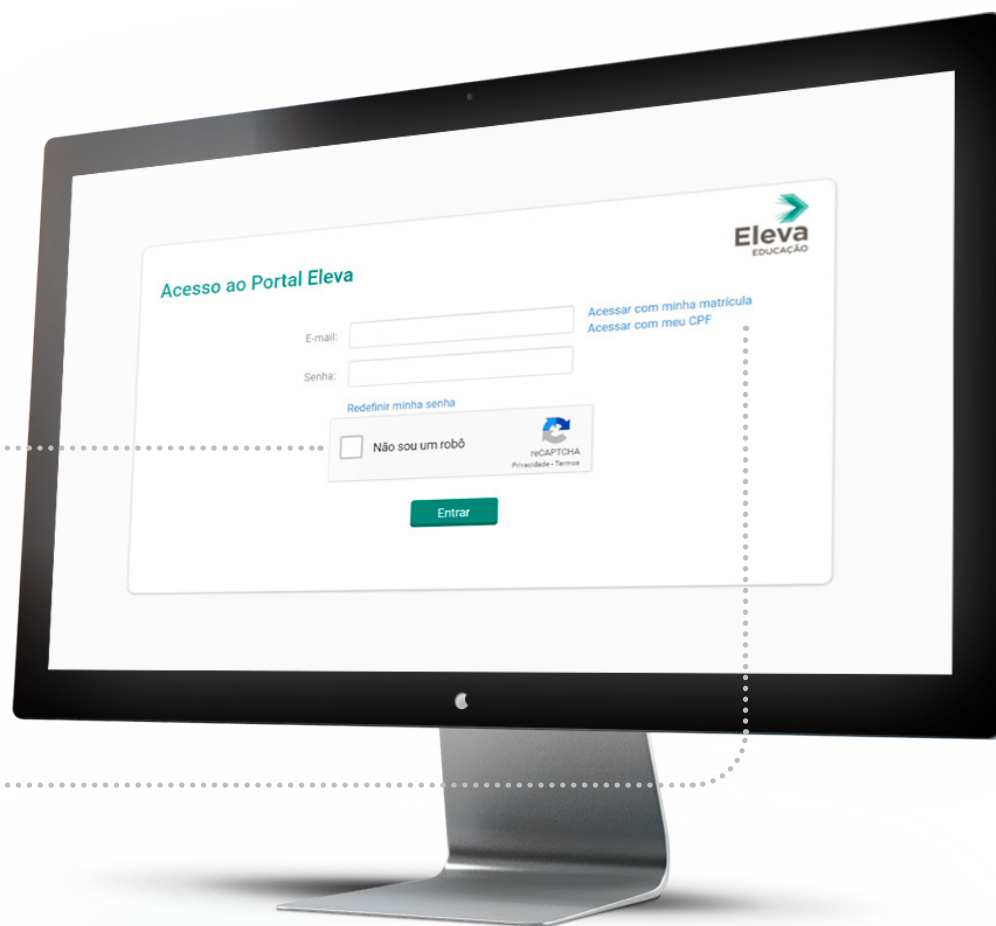 Eleva
EDUCAÇÃO
Acesso ao Portal Eleva
E-mail:
Acessar com minha matrícula
Acessar com meu CPF
Senha:
Redefinir minha senha
Não sou um robô
reCAPTCHA
Privacidade - Termos
Entrar